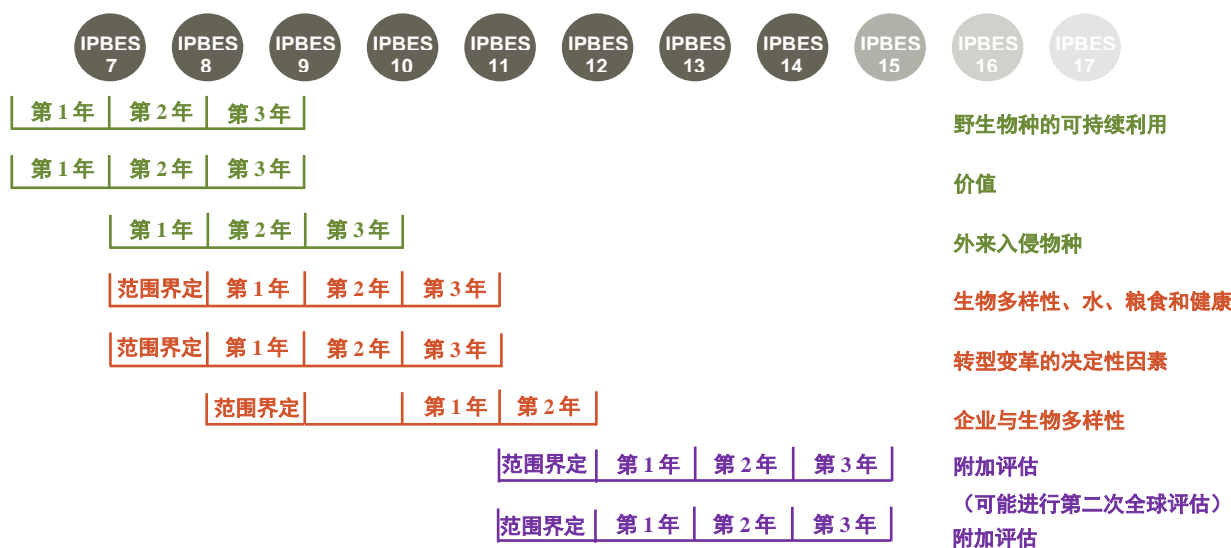 IPBES 7 IPBES 8 IPBES 9 IPBES 10 IPBES 11 IPBES 12 IPBES 13 IPBES 14 IPBES 15 IPBES 16 IPBES 17
第 1 年 第 2 年 第 3 年 野生物种的可持续利用
第 1 年 第 2 年 第 3 年 价值
第 1 年 第 2 年 第 3 年 外来入侵物种
范围界定 第 1 年 第 2 年 第 3 年 生物多样性、水、粮食和健康
范围界定 第 1 年 第 2 年 第 3 年 转型变革的决定性因素
范围界定 第 1 年 第 2 年 企业与生物多样性
范围界定 第 1 年 第 2 年 第 3 年 附加评估
（可能进行第二次全球评估）
范围界定 第 1 年 第 2 年 第 3 年 附加评估